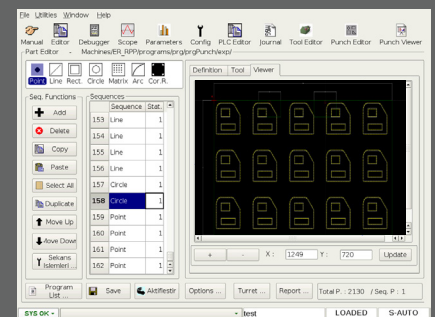 File Utilities Window Help
Manual Editor Debugger Scope Parameters Config PLC Editor Journal Tool Editor Punch Editor Punch Viewer
Part Editor - Machines/ER_RPP/programs/prg/prgPunch/exp/
Point Line Rect. Circle Matrix Arc Cor.R.
Definition Tool Viewer
Seq. Functions
Sequences
Sequence Stat.
Add
Delete
Copy
Paste
Select All
Duplicate
Move Up
Move Down
Sekans
İslemleri ...
153 Line 1
154 Line 1
155 Line 1
156 Line 1
157 Circle 1
158 Circle 1
159 Point 1
160 Point 1
161 Point 1
162 Point 1
+ - X : 1249 Y : 720 Update
Program
List ...
Save
Aktiflestir
Options ... Turret ... Report ... Total P. : 2130 / Seq. P : 1
SYS OK - test LOADED S-AUTO